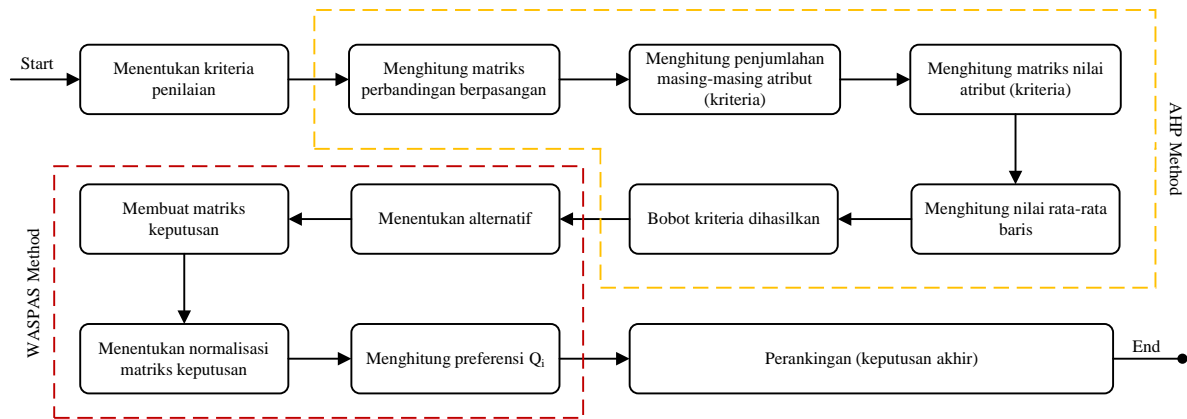 Start
Menentukan kriteria
penilaian
Menghitung matriks
perbandingan berpasangan
Menghitung penjumlahan
masing-masing atribut
(kriteria)
Menghitung matriks nilai
atribut (kriteria)
AHP Method
Menghitung nilai rata-rata
baris
Bobot kriteria dihasilkan
Menentukan alternatif
Membuat matriks
keputusan
WASPAS Method
Menentukan normalisasi
matriks keputusan
Menghitung preferensi Qi
Perankingan (keputusan akhir)
End